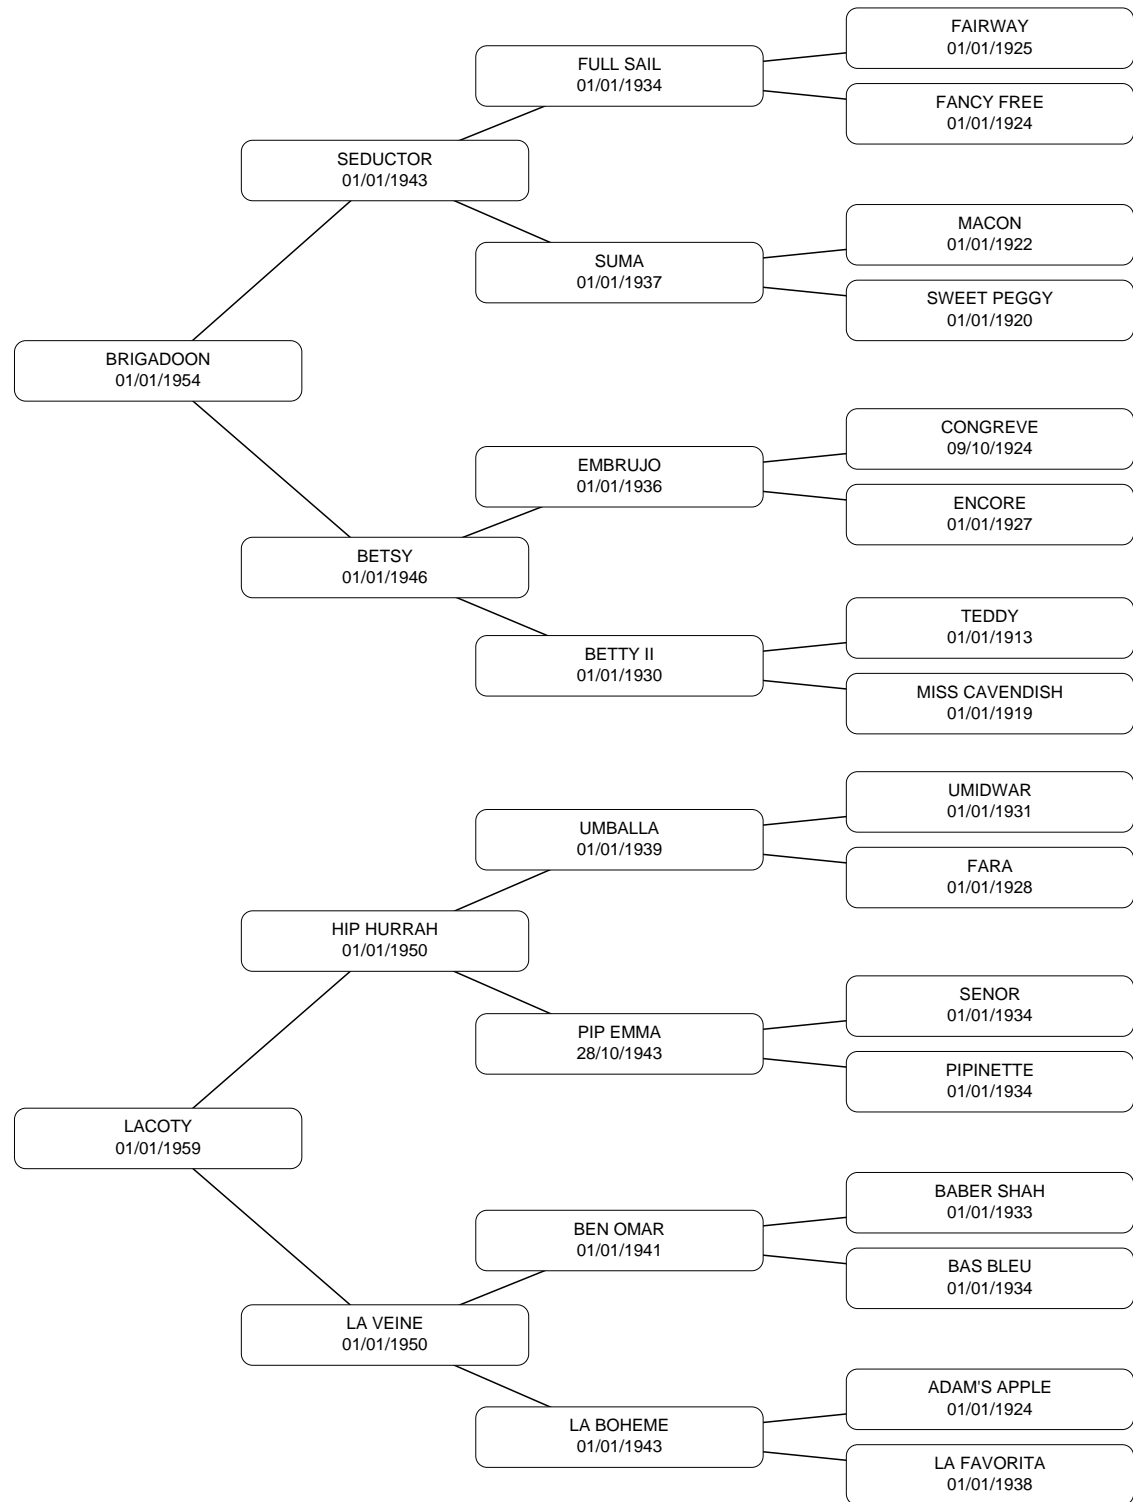 FAIRWAY
01/01/1925
FULL SAIL
01/01/1934
FANCY FREE
01/01/1924
SEDUCTOR
01/01/1943
MACON
01/01/1922
SUMA
01/01/1937
SWEET PEGGY
01/01/1920
BRIGADOON
01/01/1954
CONGREVE
09/10/1924
EMBRUJO
01/01/1936
ENCORE
01/01/1927
BETSY
01/01/1946
TEDDY
01/01/1913
BETTY II
01/01/1930
MISS CAVENDISH
01/01/1919
UMIDWAR
01/01/1931
UMBALLA
01/01/1939
FARA
01/01/1928
HIP HURRAH
01/01/1950
SENOR
01/01/1934
PIP EMMA
28/10/1943
PIPINETTE
01/01/1934
LACOTY
01/01/1959
BABER SHAH
01/01/1933
BEN OMAR
01/01/1941
BAS BLEU
01/01/1934
LA VEINE
01/01/1950
ADAM'S APPLE
01/01/1924
LA BOHEME
01/01/1943
LA FAVORITA
01/01/1938